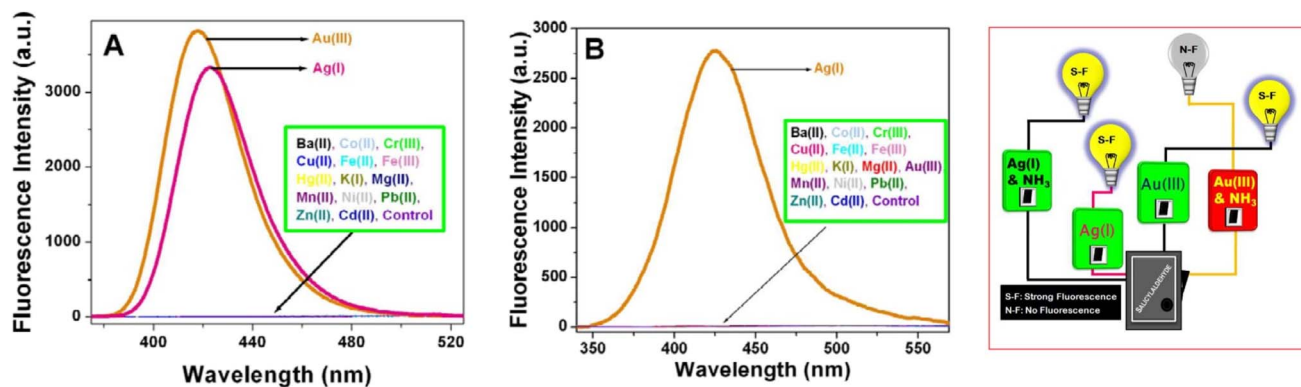 A
Fluorescence Intensity (a.u.)
3000
2000
1000
0
400
440
480
520
Wavelength (nm)
Au(III)
Ag(I)
Ba(II), Co(II), Cr(III),
Cu(II), Fe(II), Fe(III)
Hg(II), K(I), Mg(II),
Mn(II), Ni(II), Pb(II),
Zn(II), Cd(II), Control
B
Fluorescence Intensity (a.u.)
3000
2500
2000
1500
1000
500
0
350
400
450
500
550
Wavelength (nm)
Ag(I)
Ba(II), Co(II), Cr(III),
Cu(II), Fe(II), Fe(III)
Hg(II), K(I), Mg(II), Au(III)
Mn(II), Ni(II), Pb(II),
Zn(II), Cd(II), Control
N-F
S-F
S-F
S-F
Ag(I)
& NH3
Au(III)
Au(III)
& NH3
Ag(I)
SALICYLALDEHYDE
S-F: Strong Fluorescence
N-F: No Fluorescence